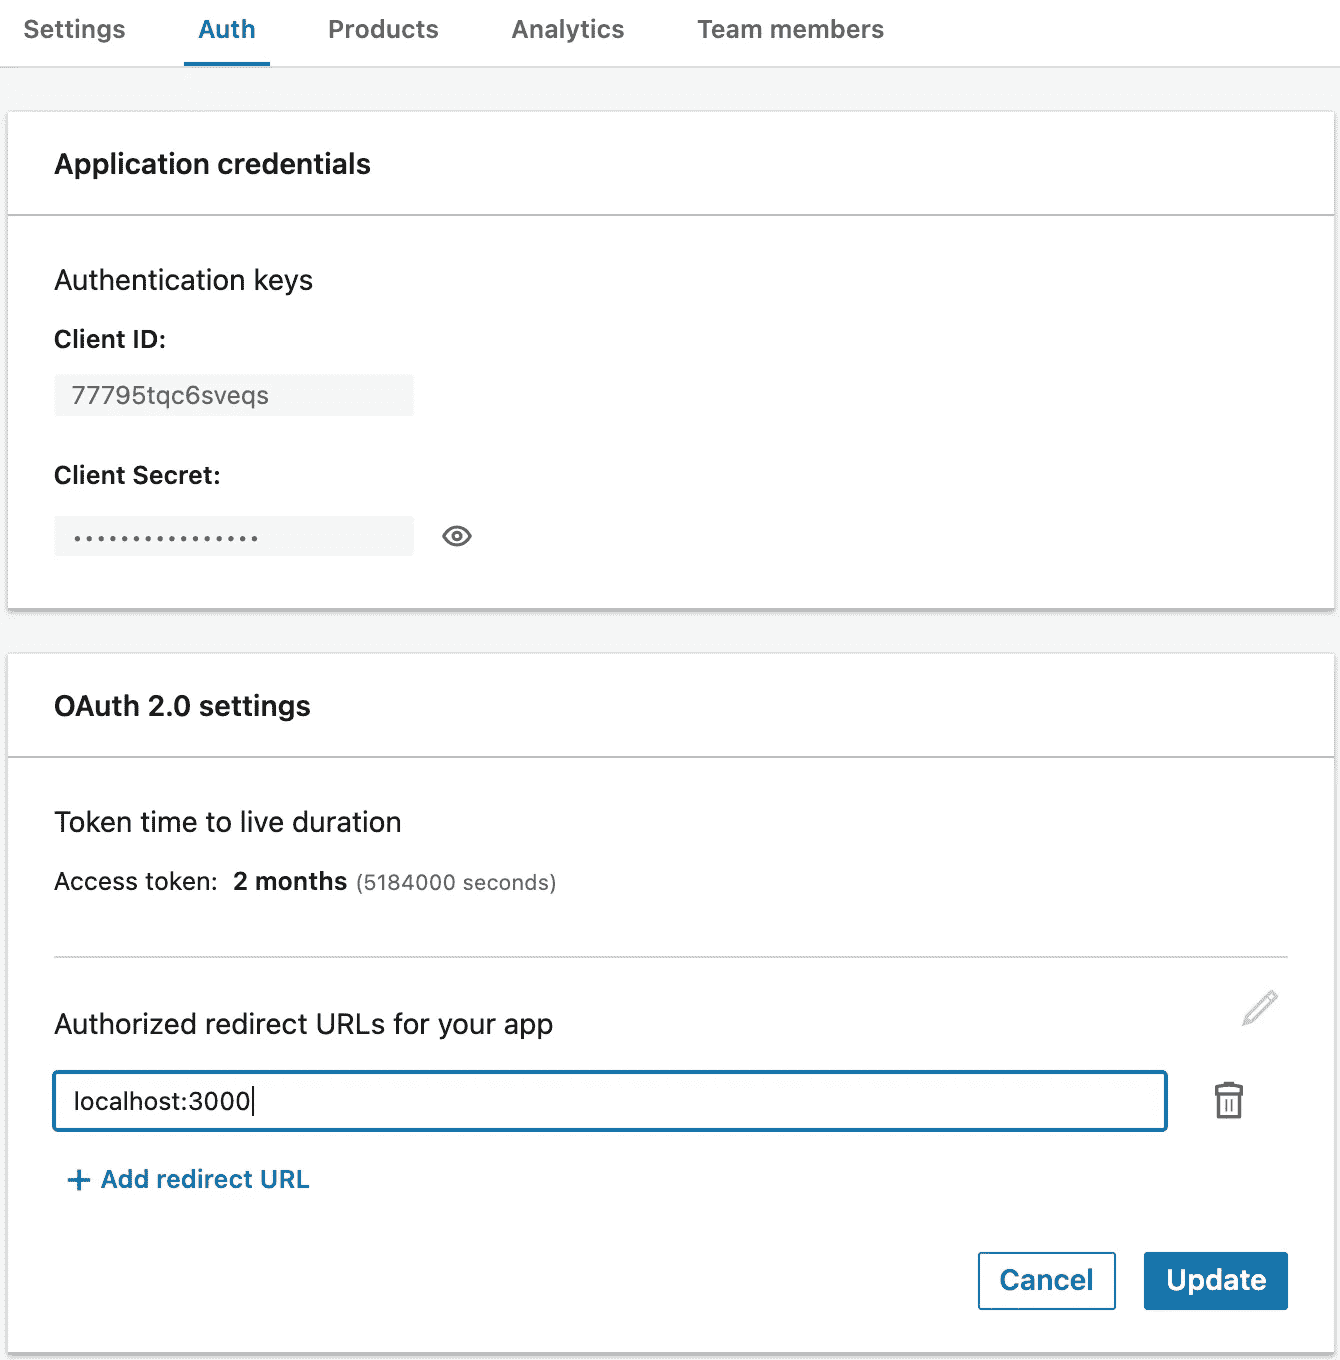 Settings Auth Products Analytics Team members
Application credentials
Authentication keys
Client ID:
77795tqc6sveqs
Client Secret:
••••••••••••••••
OAuth 2.0 settings
Token time to live duration
Access token: 2 months (5184000 seconds)
Authorized redirect URLs for your app
localhost:3000
+ Add redirect URL
Cancel Update